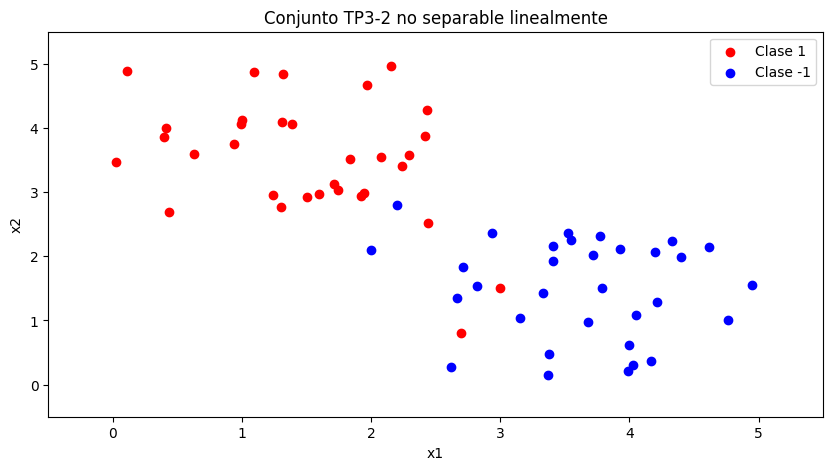 Conjunto TP3-2 no separable linealmente
Clase 1
Clase -1
5
4
3
2
1
0
x2
0 1 2 3 4 5
x1